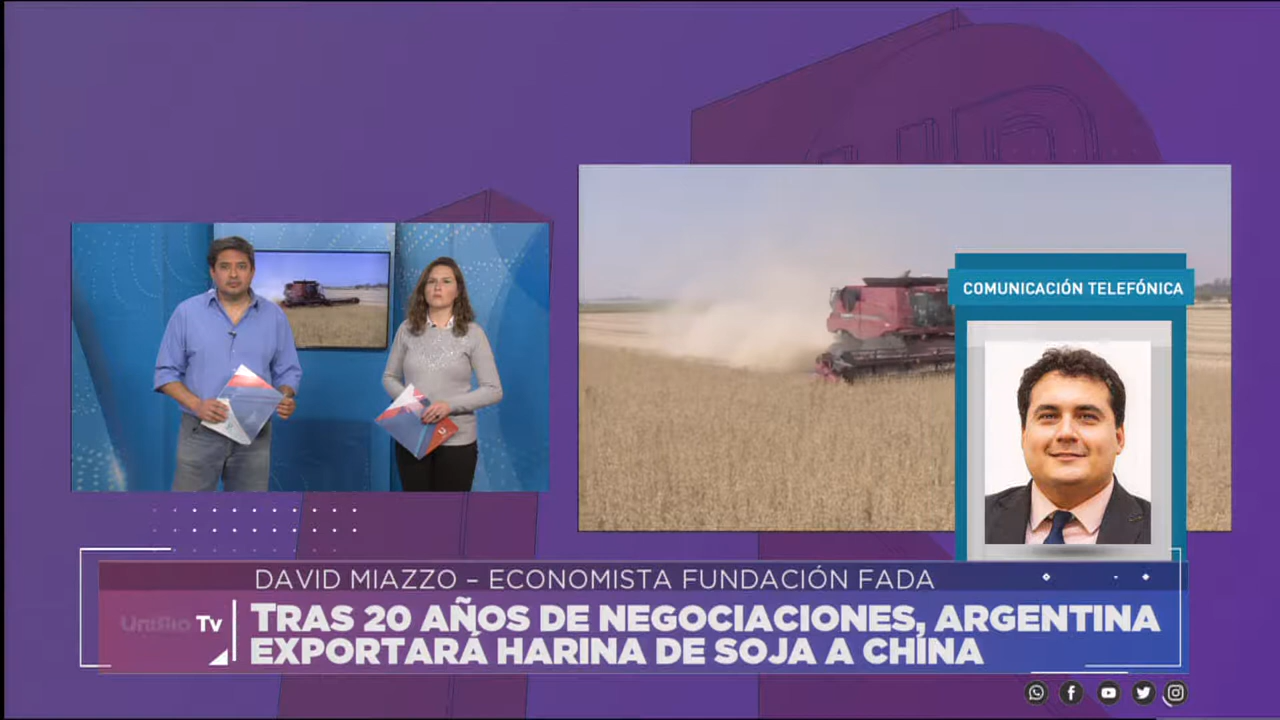 COMUNICACIÓN TELEFÓNICA
DAVID MIAZZO – ECONOMISTA FUNDACIÓN FADA
UniRío Tv
TRAS 20 AÑOS DE NEGOCIACIONES, ARGENTINA
EXPORTARÁ HARINA DE SOJA A CHINA